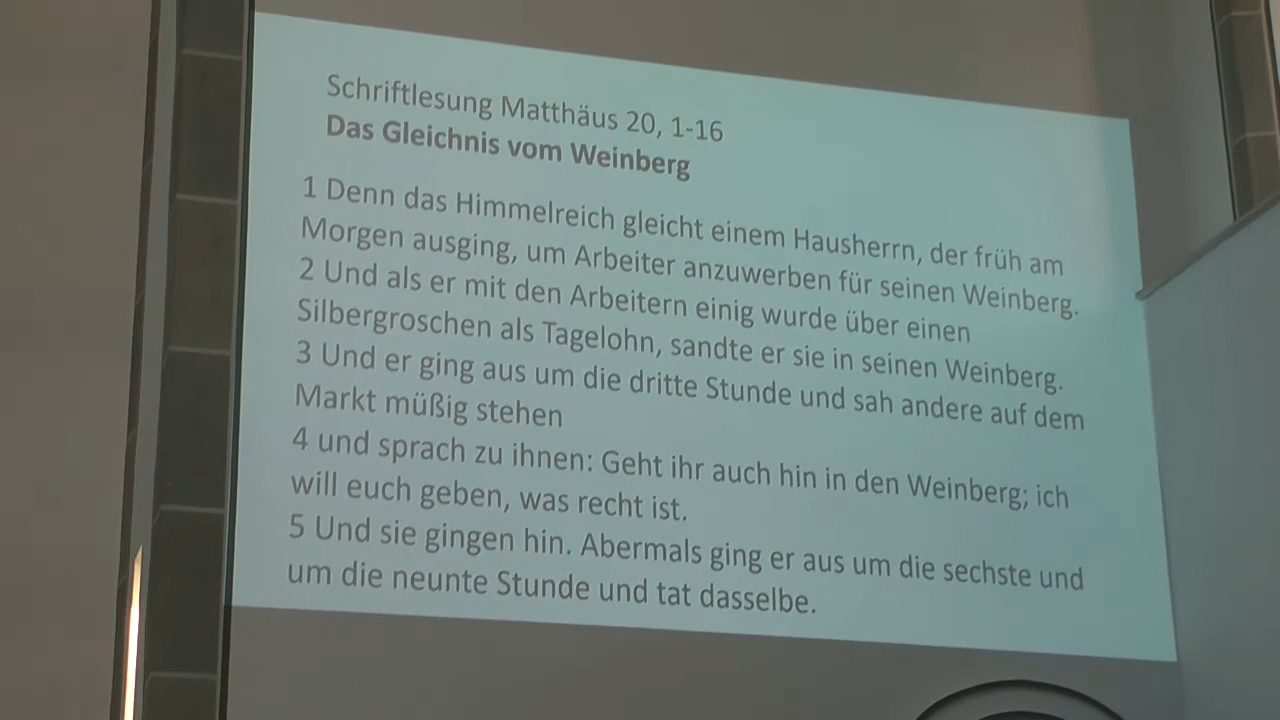 Schriftlesung Matthäus 20, 1-16
Das Gleichnis vom Weinberg
1 Denn das Himmelreich gleicht einem Hausherrn, der früh am
Morgen ausging, um Arbeiter anzuwerben für seinen Weinberg.
2 Und als er mit den Arbeitern einig wurde über einen
Silbergroschen als Tagelohn, sandte er sie in seinen Weinberg.
3 Und er ging aus um die dritte Stunde und sah andere auf dem
Markt müßig stehen
4 und sprach zu ihnen: Geht ihr auch hin in den Weinberg; ich
will euch geben, was recht ist.
5 Und sie gingen hin. Abermals ging er aus um die sechste und
um die neunte Stunde und tat dasselbe.